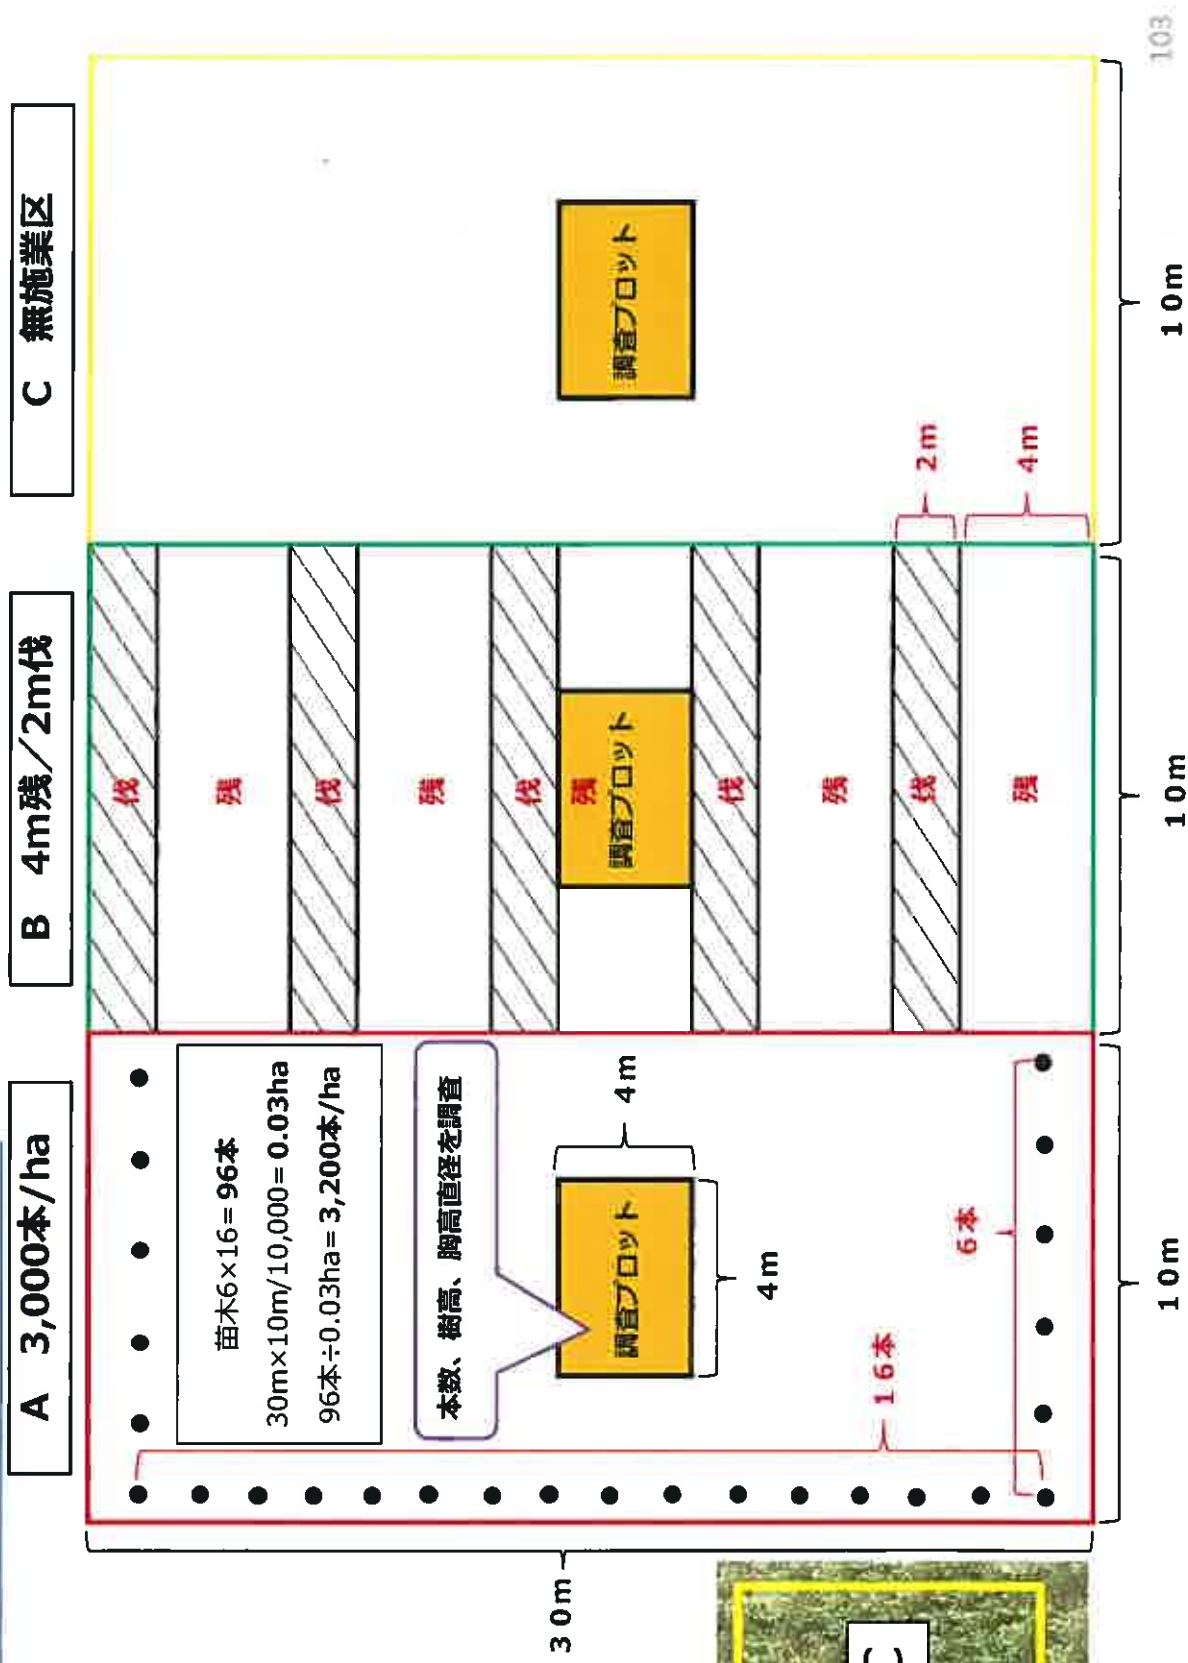 A 3,000本/ha
B 4m残/2m伐
C 無施業区
苗木6×16=96本
30m×10m/10,000=0.03ha
96本÷0.03ha=3,200本/ha
本数、樹高、胸高直径を調査
調査プロット
4m
4m
16本
6本
30m
10m
伐
残
伐
残
伐
残
調査プロット
伐
残
伐
残
10m
調査プロット
2m
4m
10m
C
103